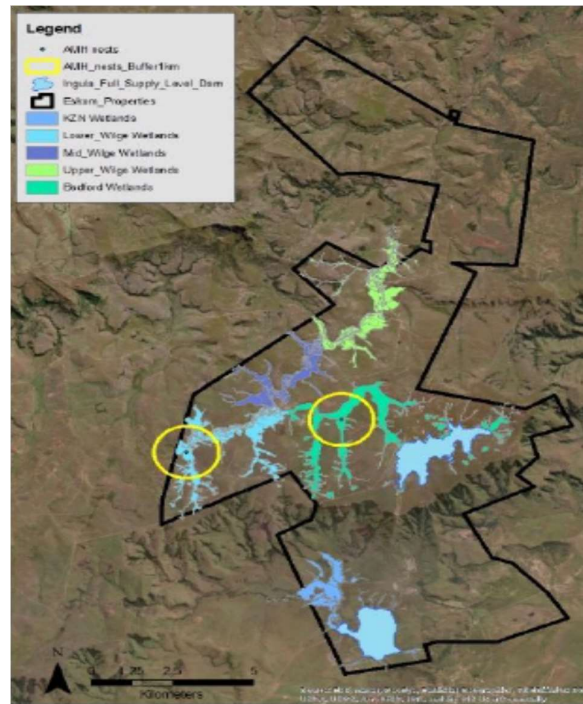 Legend
AMH nests
AMH_nests_Buffer1km
Ingula_Full_Supply_Level_Dam
Eskom_Properties
KZN Wetlands
Lower_Wilge Wetlands
Mid_Wilge Wetlands
Upper_Wilge Wetlands
Bedford Wetlands
N
0 1.25 2.5 5
Kilometers